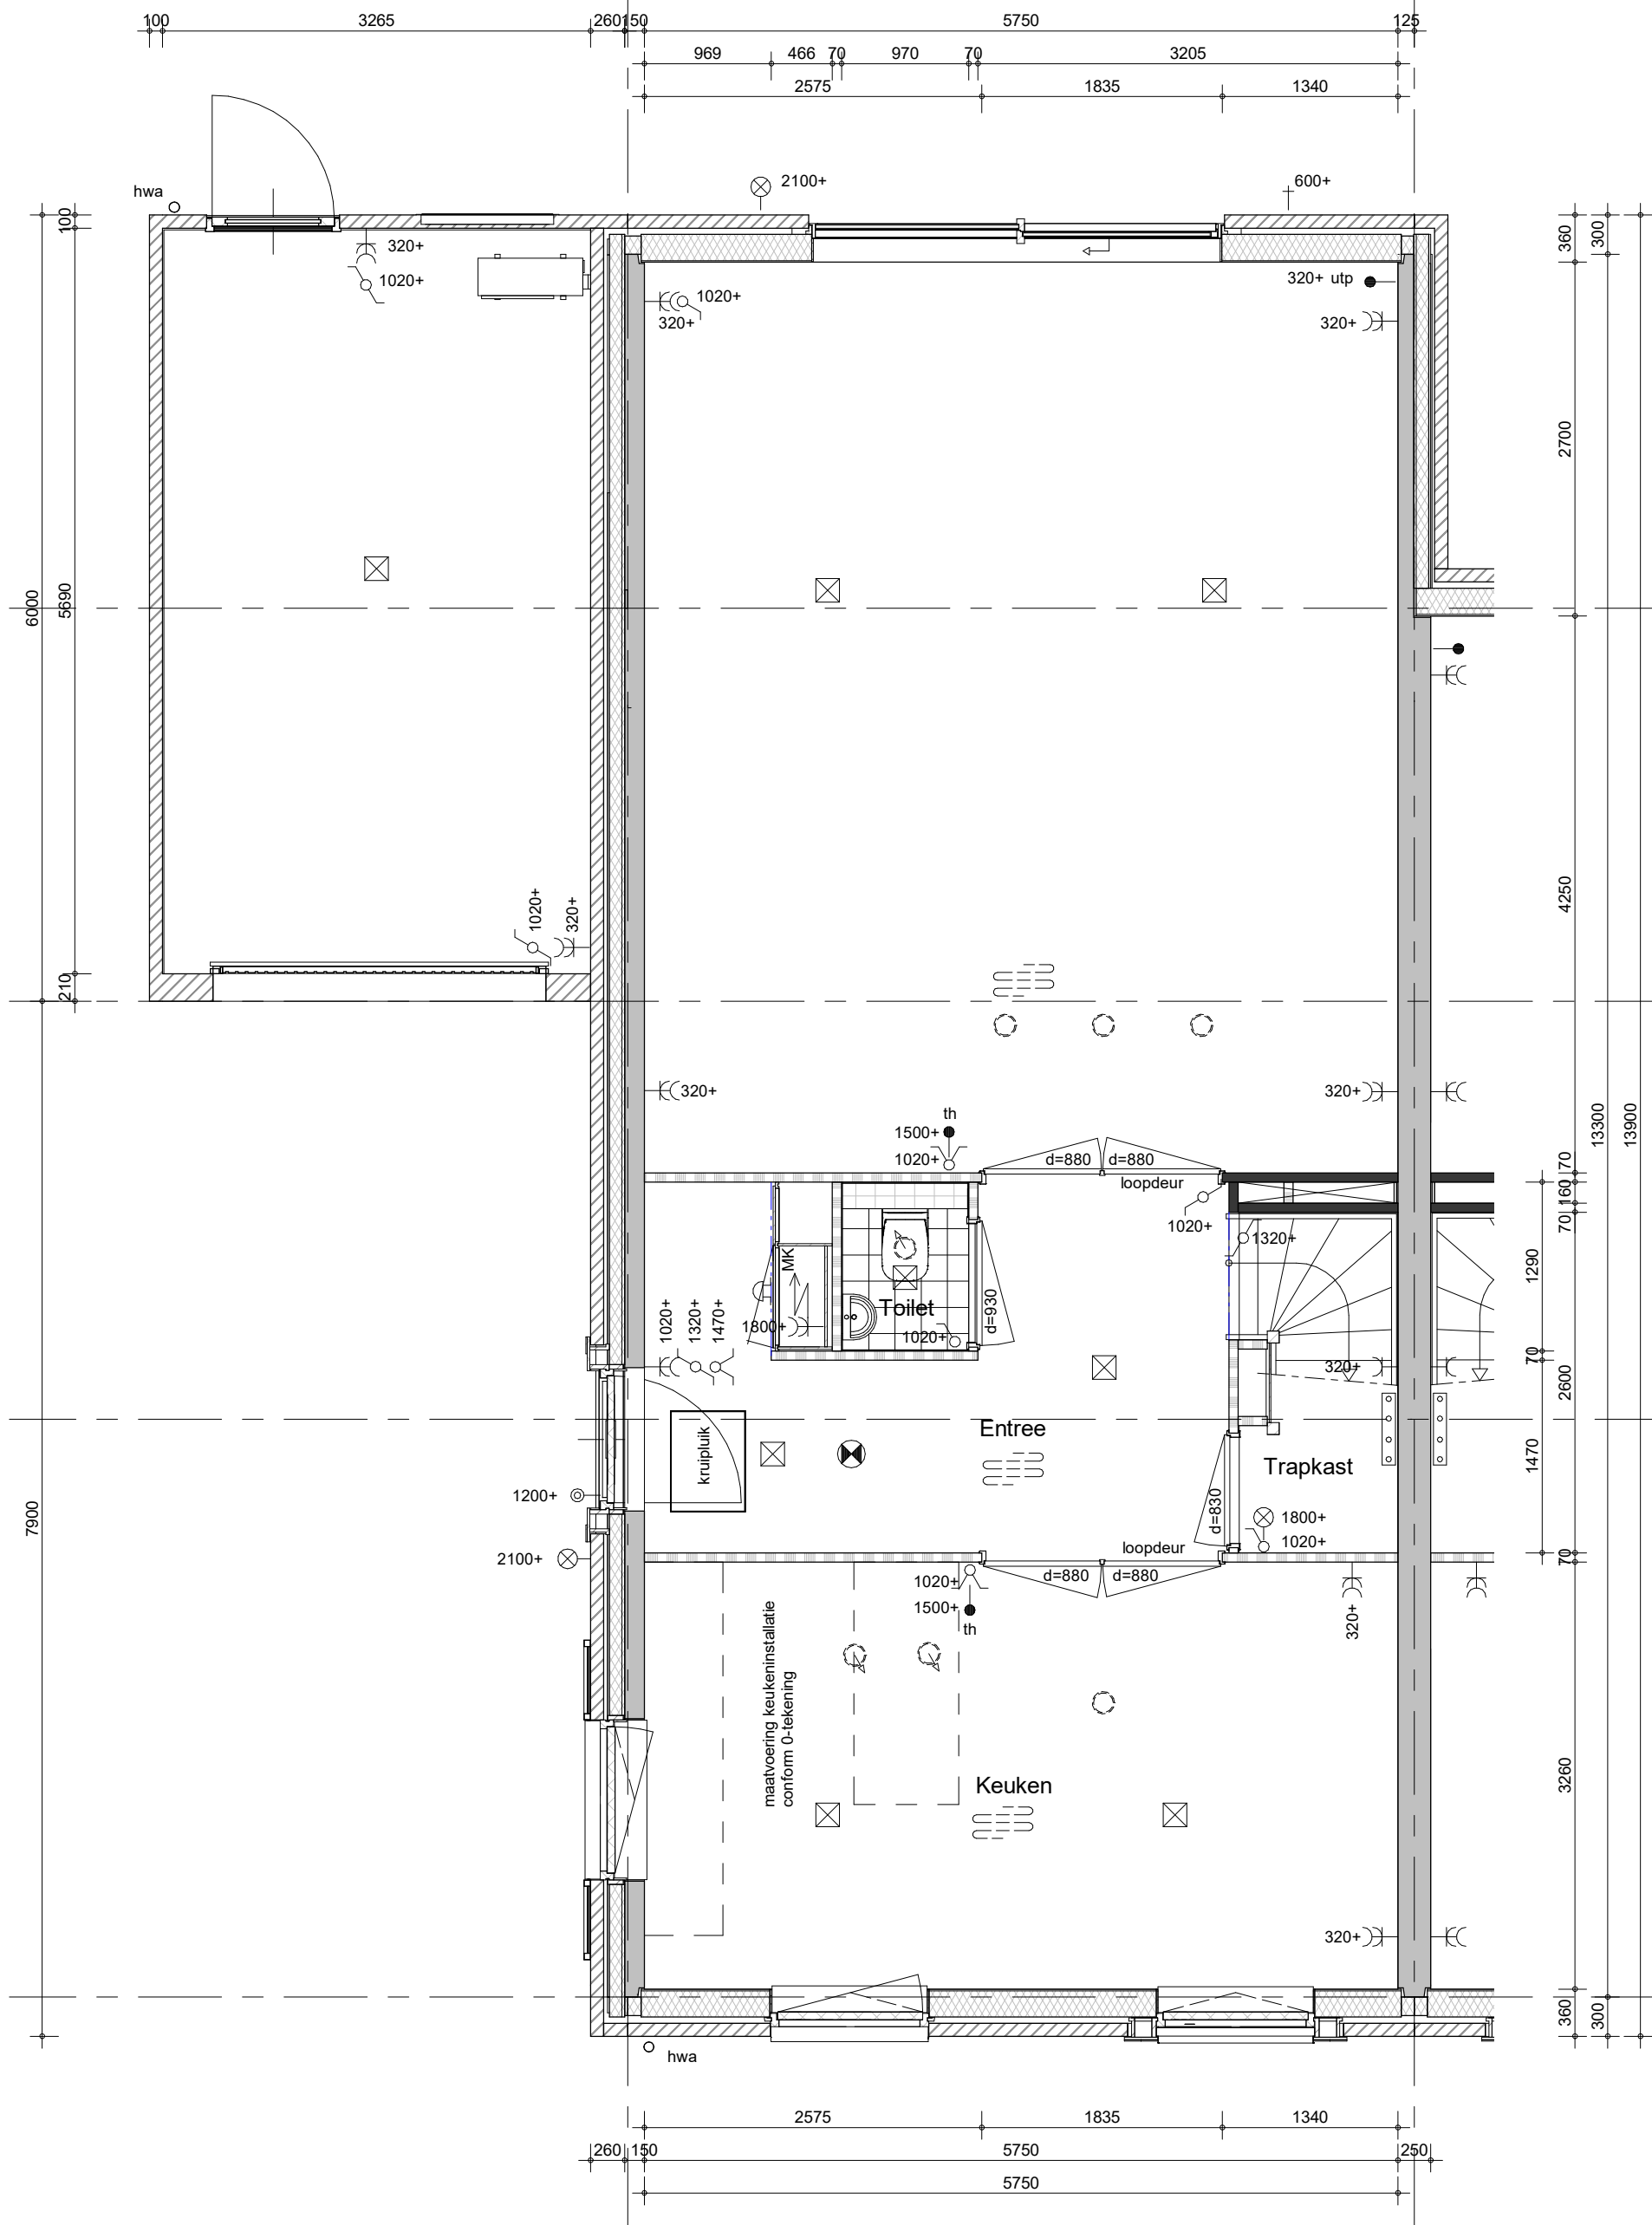 100 3265 260 150 5750 125
969 466 70 970 70 3205
2575 1835 1340
hwa
2100+
600+
320+
1020+
1020+
320+
320+ utp
320+
100
5690
210
6000
7900
360
2700
4250
70
160
70
1290
70
2600
1470
70
3260
360
300
13300
300
13900
1020+
320+
320+
320+
th
1500+
1020+
d=880 d=880
loopdeur
1020+
1320+
MK
1800+
Toilet
1020+
d=930
1020+
1320+
1470+
320+
kruipluik
Entree
Trapkast
d=830
1200+
1800+
1020+
2100+
loopdeur
d=880 d=880
1020+
1500+
th
320+
maatvoering keukeninstallatie
conform 0-tekening
Keuken
320+
hwa
2575 1835 1340
260 150 5750 250
5750